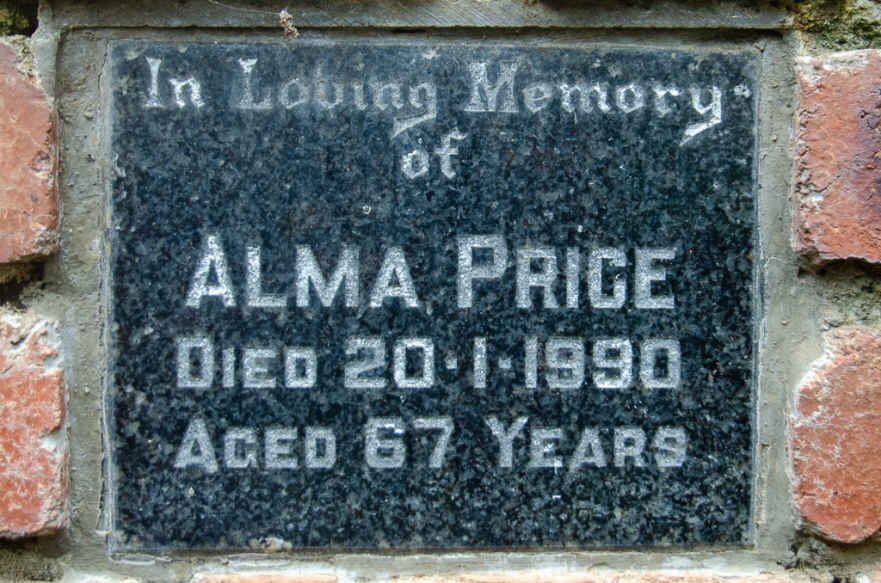 In Loving Memory
of
ALMA PRICE
DIED 20·1·1990
AGED 67 YEARS